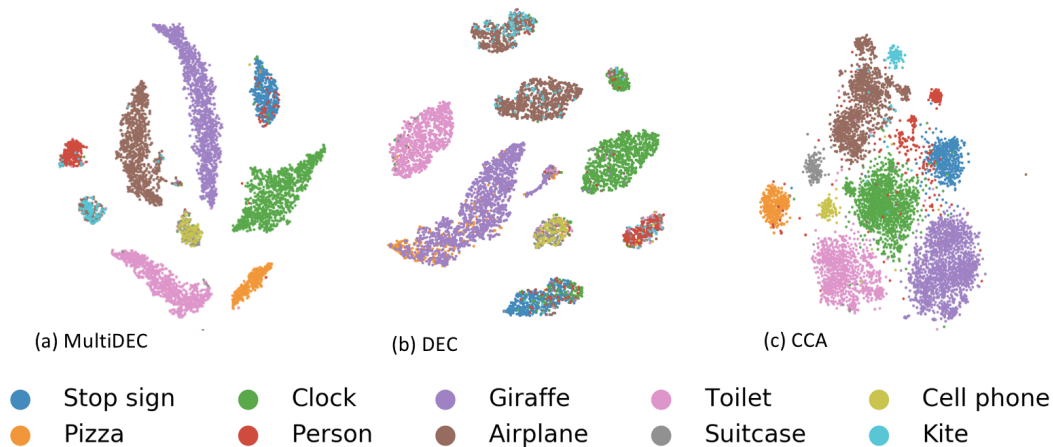 (a) MultiDEC
(b) DEC
(c) CCA
Stop sign Clock Giraffe Toilet Cell phone
Pizza Person Airplane Suitcase Kite